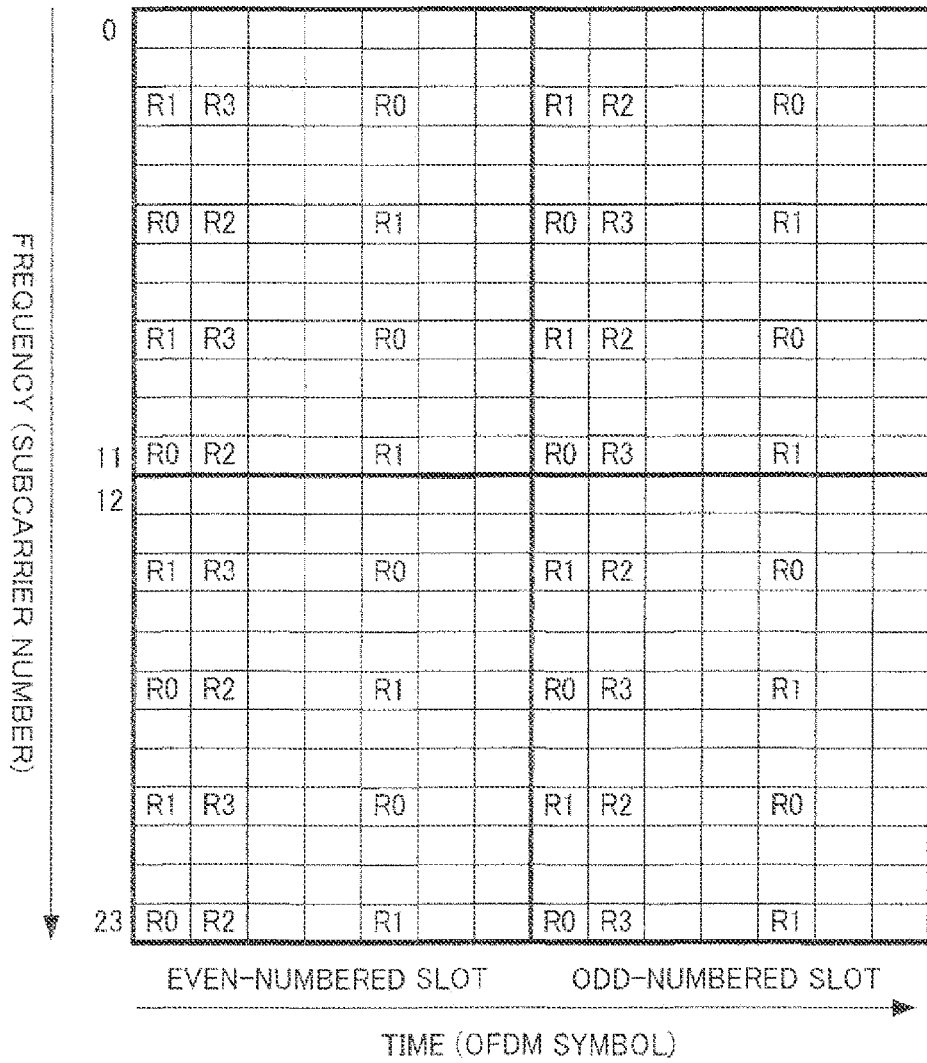 0
R1 R3 R0 R1 R2 R0
R0 R2 R1 R0 R3 R1
R1 R3 R0 R1 R2 R0
11 R0 R2 R1 R0 R3 R1
12
R1 R3 R0 R1 R2 R0
R0 R2 R1 R0 R3 R1
R1 R3 R0 R1 R2 R0
23 R0 R2 R1 R0 R3 R1
FREQUENCY (SUBCARRIER NUMBER)
EVEN-NUMBERED SLOT ODD-NUMBERED SLOT
TIME (OFDM SYMBOL)